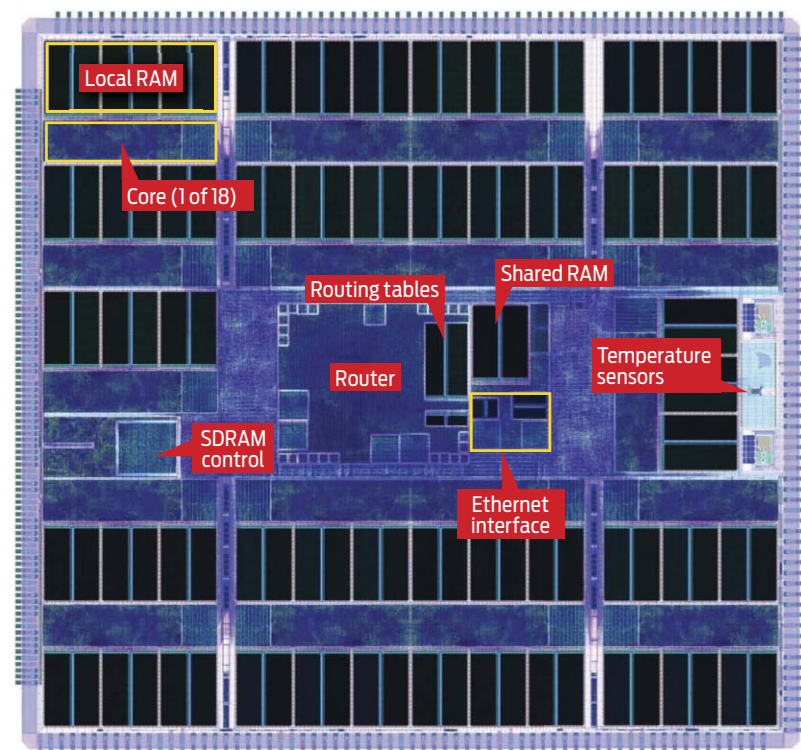 Local RAM
Core (1 of 18)
Shared RAM
Routing tables
Temperature
sensors
Router
SDRAM
control
Ethernet
interface